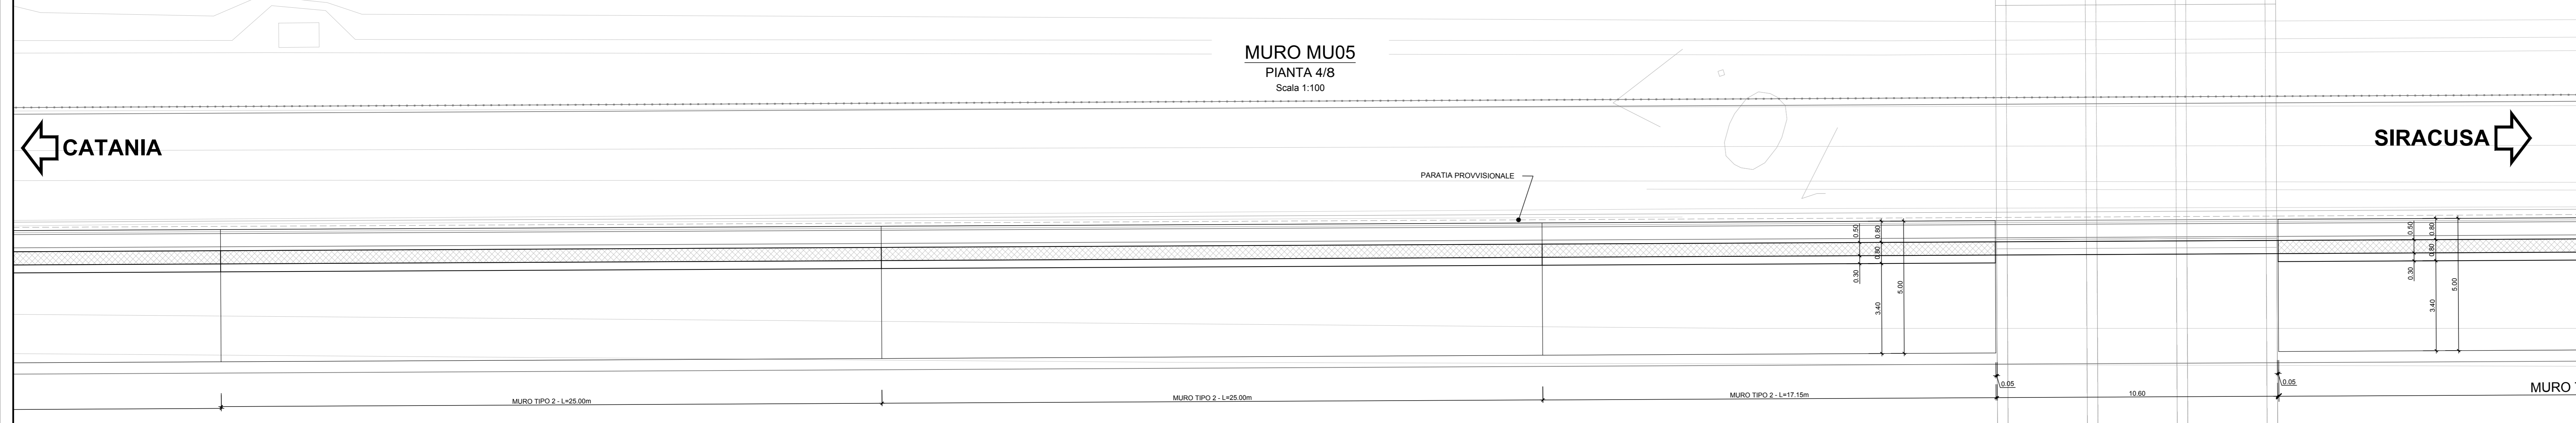 MURO MU05
PIANTA 4/8
Scala 1:100
CATANIA
SIRACUSA
PARATIA PROVVISIONALE
0.50
0.80
0.80
0.30
3.40
5.00
0.50
0.80
0.80
0.30
3.40
5.00
MURO TIPO 2 - L=25.00m
MURO TIPO 2 - L=25.00m
MURO TIPO 2 - L=17.15m
0.05
10.60
0.05
MURO